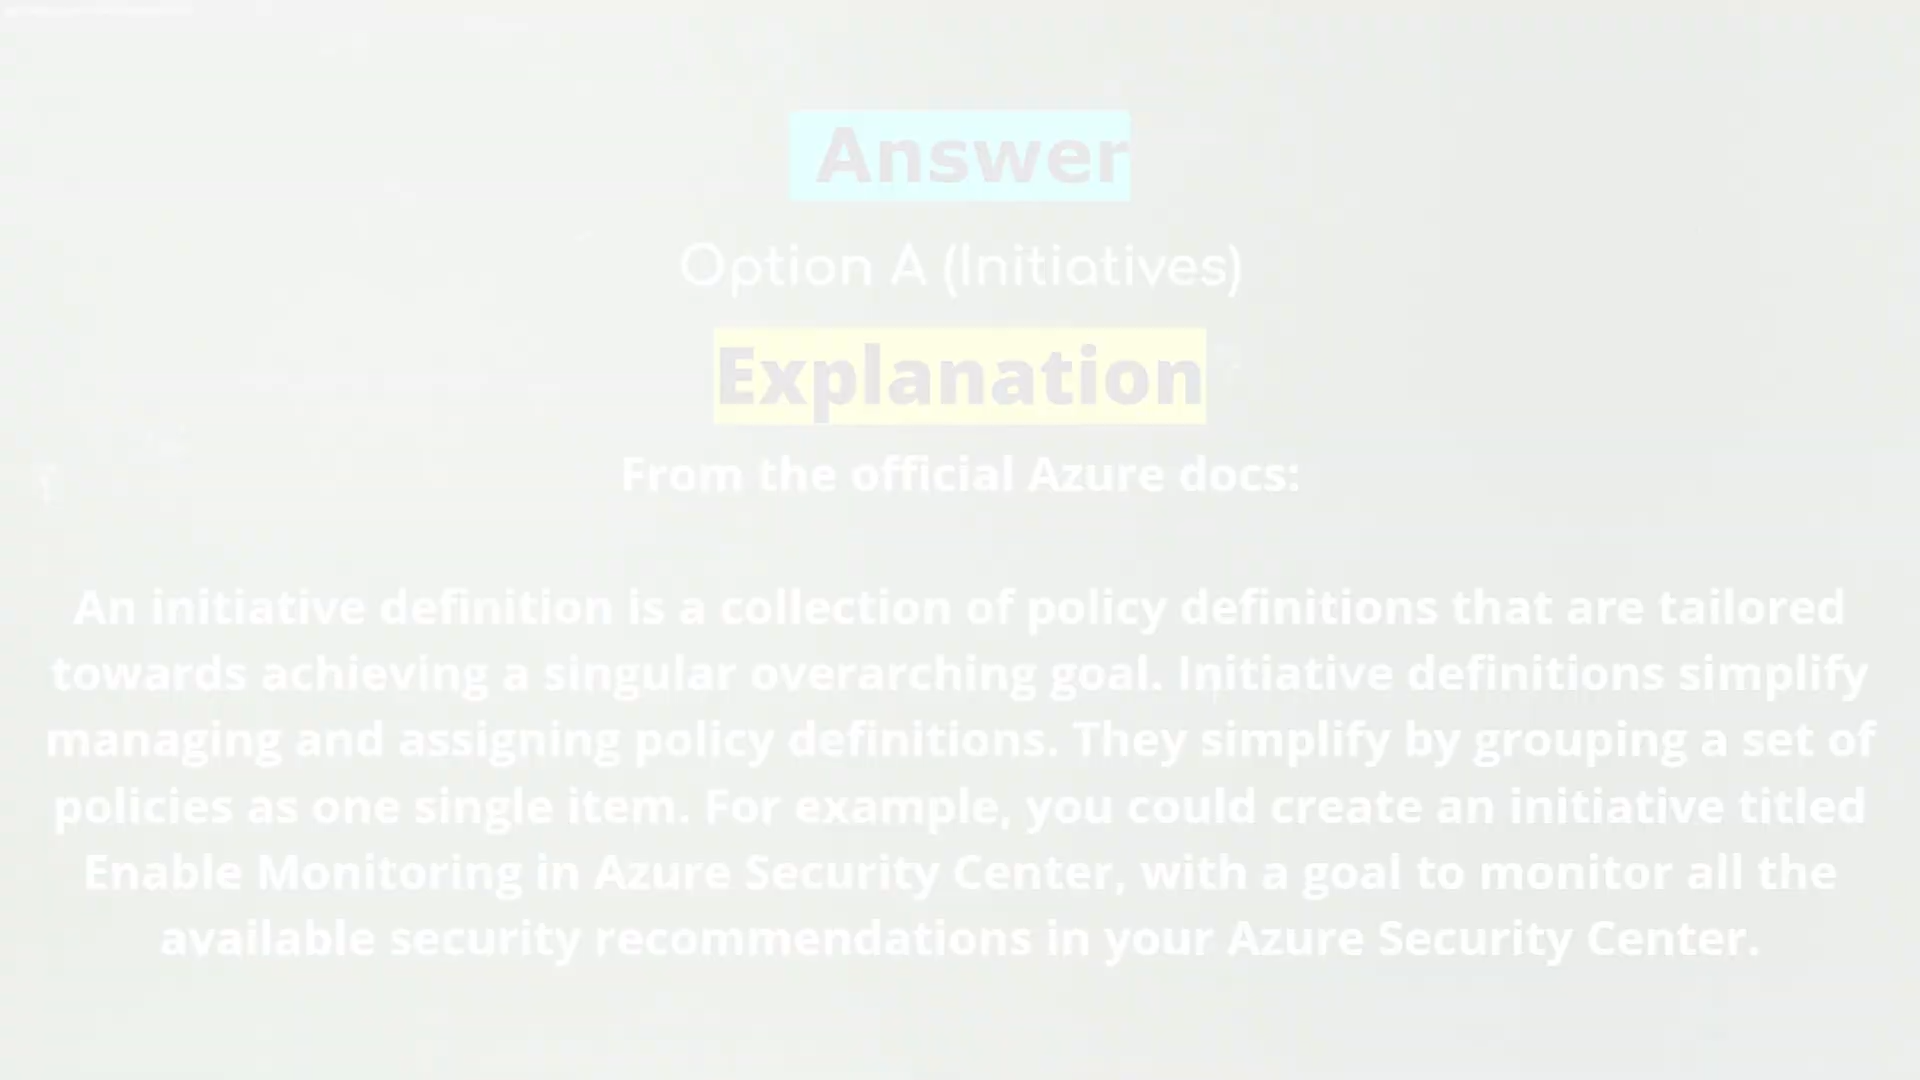 Answer
Option A (Initiatives)
Explanation
From the official Azure docs:
An initiative definition is a collection of policy definitions that are tailored
towards achieving a singular overarching goal. Initiative definitions simplify
managing and assigning policy definitions. They simplify by grouping a set of
policies as one single item. For example, you could create an initiative titled
Enable Monitoring in Azure Security Center, with a goal to monitor all the
available security recommendations in your Azure Security Center.